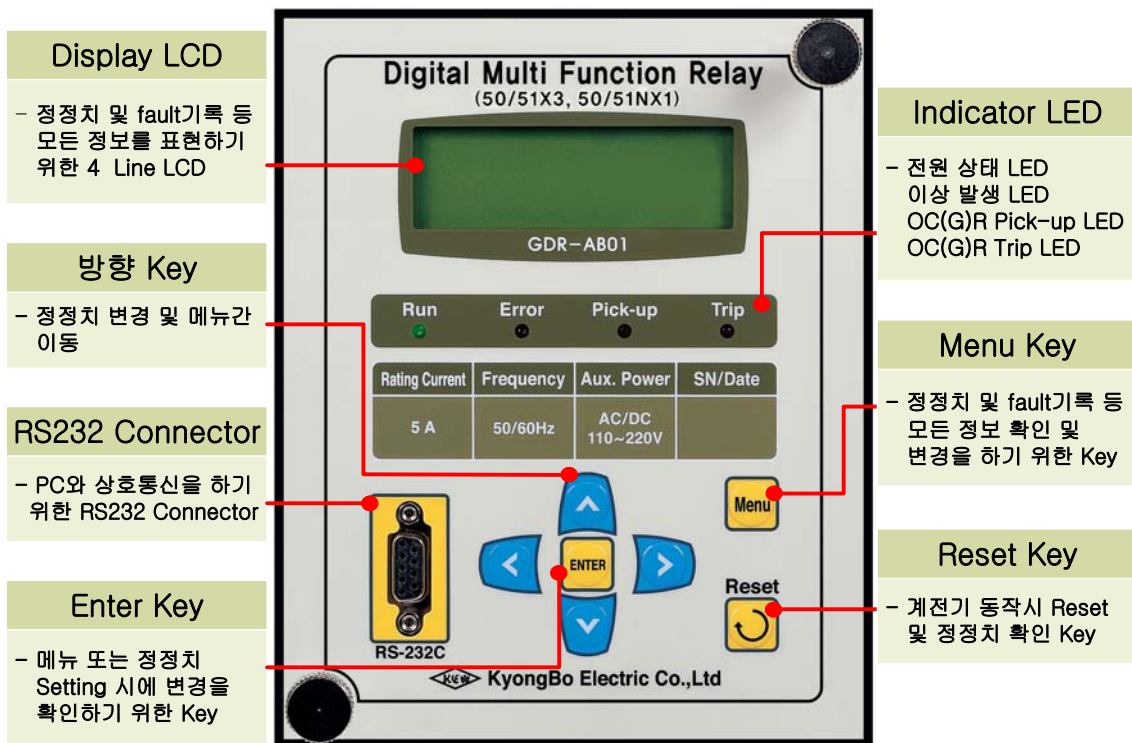 Display LCD
- 정정치 및 fault기록 등
모든 정보를 표현하기
위한 4 Line LCD
방향 Key
- 정정치 변경 및 메뉴간
이동
RS232 Connector
- PC와 상호통신을 하기
위한 RS232 Connector
Enter Key
- 메뉴 또는 정정치
Setting 시에 변경을
확인하기 위한 Key
Digital Multi Function Relay
(50/51X3, 50/51NX1)
GDR-AB01
Run Error Pick-up Trip
Rating Current Frequency Aux. Power SN/Date
5 A 50/60Hz AC/DC
110~220V
Menu
ENTER
Reset
RS-232C
KyongBo Electric Co.,Ltd
Indicator LED
- 전원 상태 LED
이상 발생 LED
OC(G)R Pick-up LED
OC(G)R Trip LED
Menu Key
- 정정치 및 fault기록 등
모든 정보 확인 및
변경을 하기 위한 Key
Reset Key
- 계전기 동작시 Reset
및 정정치 확인 Key